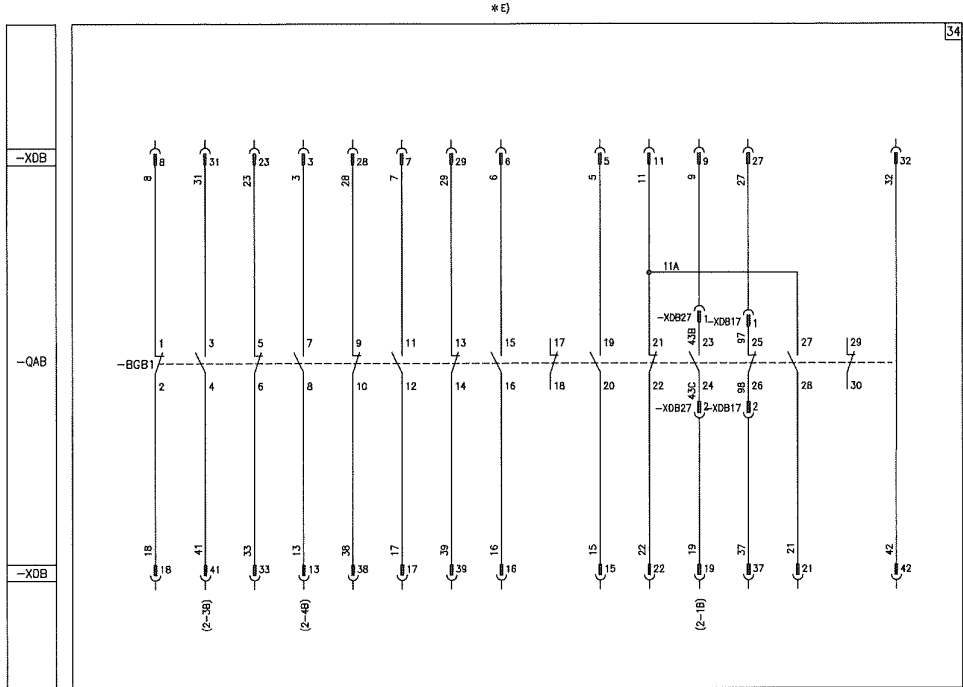 *E)
34
-XDB
8 31 23 3 28 7 29 6 5 11 9 27 32
8 31 23 3 28 7 29 6 5 11 9 27 32
11A
-XDB27 1 -XDB17 1
43B 97
1 3 5 7 9 11 13 15 17 19 21 23 25 27 29
-QAB
-BGB1
2 4 6 8 10 12 14 16 18 20 22 24 26 28 30
43C 98
-XDB27 2 -XDB17 2
18 41 33 13 38 17 39 16 15 22 19 37 21 42
-XDB
18 41 33 13 38 17 39 16 15 22 19 37 21 42
(2-3B) (2-4B) (2-1B)